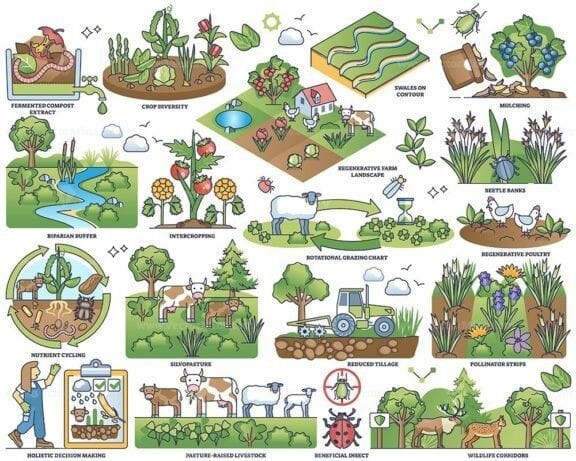 FERMENTED COMPOST
EXTRACT
CROP DIVERSITY
SWALES ON
CONTOUR
MULCHING
REGENERATIVE FARM
LANDSCAPE
BEETLE BANKS
RIPARIAN BUFFER
INTERCROPPING
ROTATIONAL GRAZING CHART
REGENERATIVE POULTRY
NUTRIENT CYCLING
SILVOPASTURE
REDUCED TILLAGE
POLLINATOR STRIPS
HOLISTIC DECISION MAKING
PASTURE-RAISED LIVESTOCK
BENEFICIAL INSECT
WILDLIFE CORRIDORS